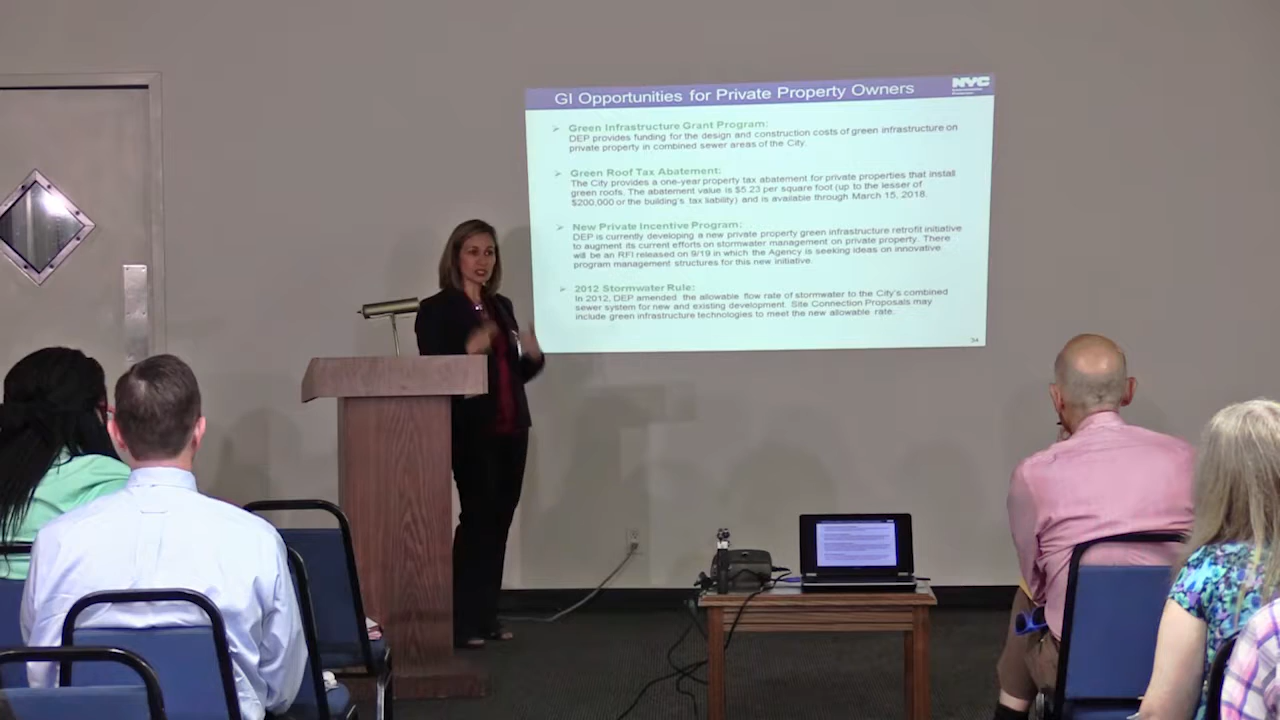 GI Opportunities for Private Property Owners
NYC
Green Infrastructure Grant Program:
DEP provides funding for the design and construction costs of green infrastructure on
private property in combined sewer areas of the City.
Green Roof Tax Abatement:
The City provides a one-year property tax abatement for private properties that install
green roofs. The abatement value is $5.23 per square foot (up to the lesser of
$200,000 or the building's tax liability) and is available through March 15, 2018.
New Private Incentive Program:
DEP is currently developing a new private property green infrastructure retrofit initiative
to augment its current efforts on stormwater management on private property. There
will be an RFI released on 9/19 in which the Agency is seeking ideas on innovative
program management structures for this new initiative.
2012 Stormwater Rule:
In 2012, DEP amended the allowable flow rate of stormwater to the City's combined
sewer system for new and existing development. Site Connection Proposals may
include green infrastructure technologies to meet the new allowable rate.
34